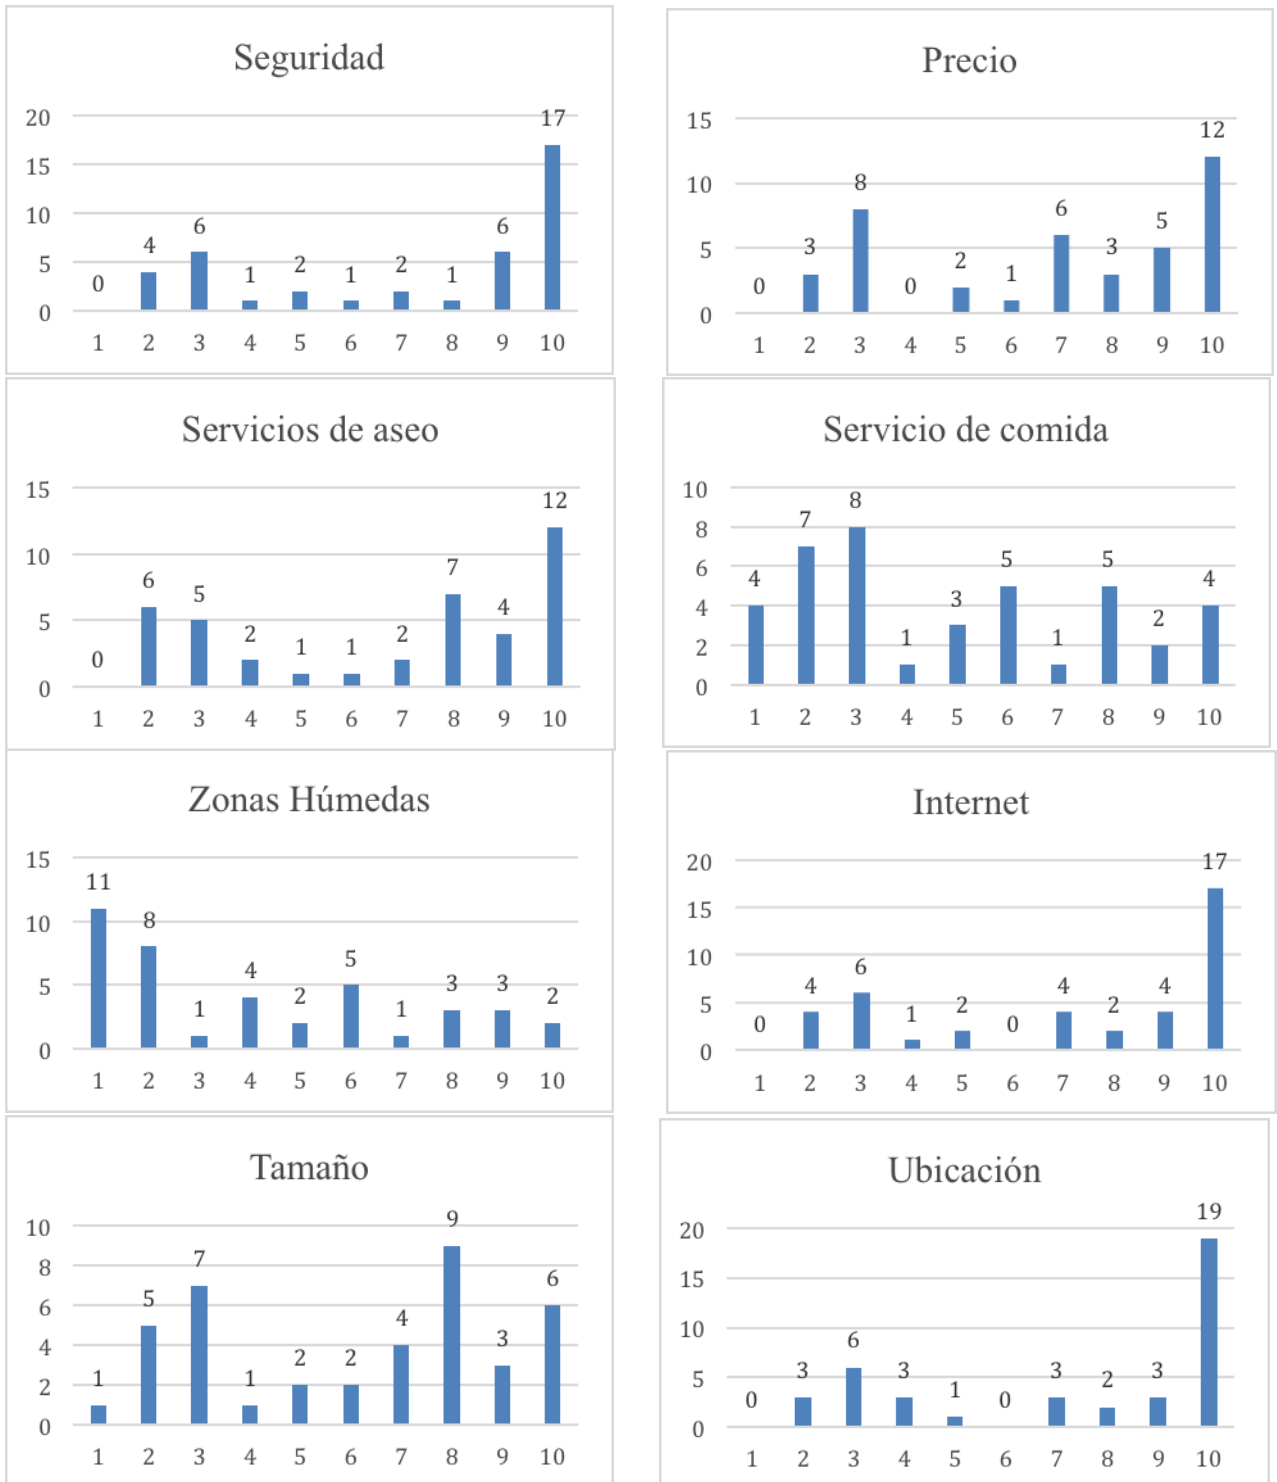 Seguridad
20
15
10
5
0
0 4 6 1 2 1 2 1 6 17
1 2 3 4 5 6 7 8 9 10
Precio
15
10
5
0
0 3 8 0 2 1 6 3 5 12
1 2 3 4 5 6 7 8 9 10
Servicios de aseo
15
10
5
0
0 6 5 2 1 1 2 7 4 12
1 2 3 4 5 6 7 8 9 10
Servicio de comida
10
8
6
4
2
0
4 7 8 1 3 5 1 5 2 4
1 2 3 4 5 6 7 8 9 10
Zonas Húmedas
15
10
5
0
11 8 1 4 2 5 1 3 3 2
1 2 3 4 5 6 7 8 9 10
Internet
20
15
10
5
0
0 4 6 1 2 0 4 2 4 17
1 2 3 4 5 6 7 8 9 10
Tamaño
10
8
6
4
2
0
1 5 7 1 2 2 4 9 3 6
1 2 3 4 5 6 7 8 9 10
Ubicación
20
15
10
5
0
0 3 6 3 1 0 3 2 3 19
1 2 3 4 5 6 7 8 9 10